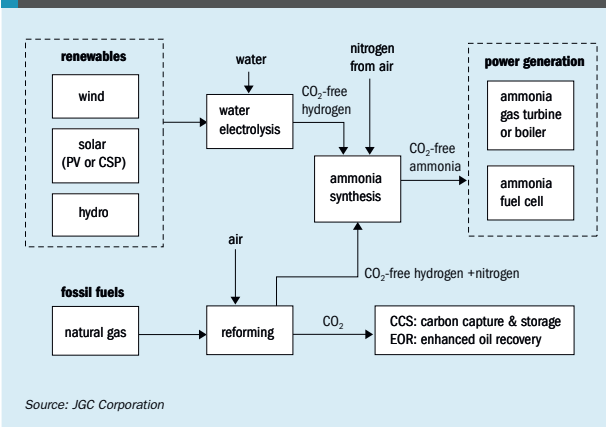 renewables
wind
solar
(PV or CSP)
hydro
water
water
electrolysis
CO₂-free
hydrogen
nitrogen
from air
ammonia
synthesis
CO₂-free
ammonia
power generation
ammonia
gas turbine
or boiler
ammonia
fuel cell
air
CO₂-free hydrogen +nitrogen
fossil fuels
natural gas
reforming
CO₂
CCS: carbon capture & storage
EOR: enhanced oil recovery
Source: JGC Corporation